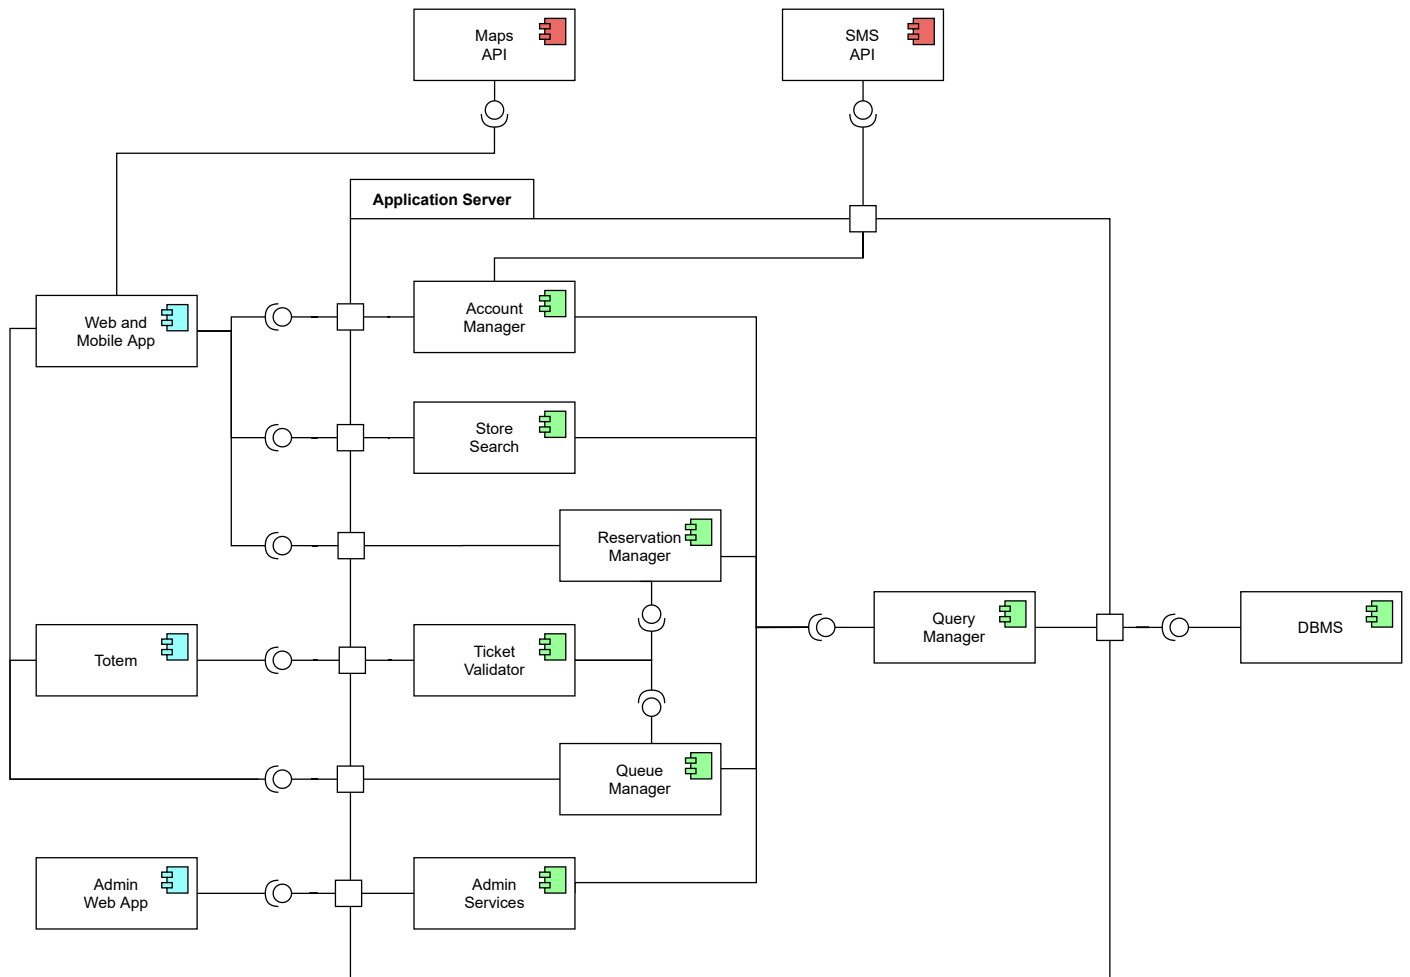 Maps
API
SMS
API
Application Server
Web and
Mobile App
Account
Manager
Store
Search
Reservation
Manager
Totem
Ticket
Validator
Query
Manager
DBMS
Queue
Manager
Admin
Web App
Admin
Services